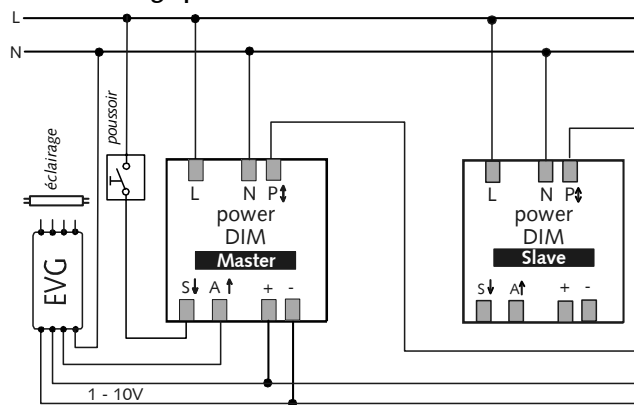 L
N
éclairage
poussoir
L N P
power
DIM
Master
S A + -
L N P
power
DIM
Slave
S A + -
EVG
1 - 10V